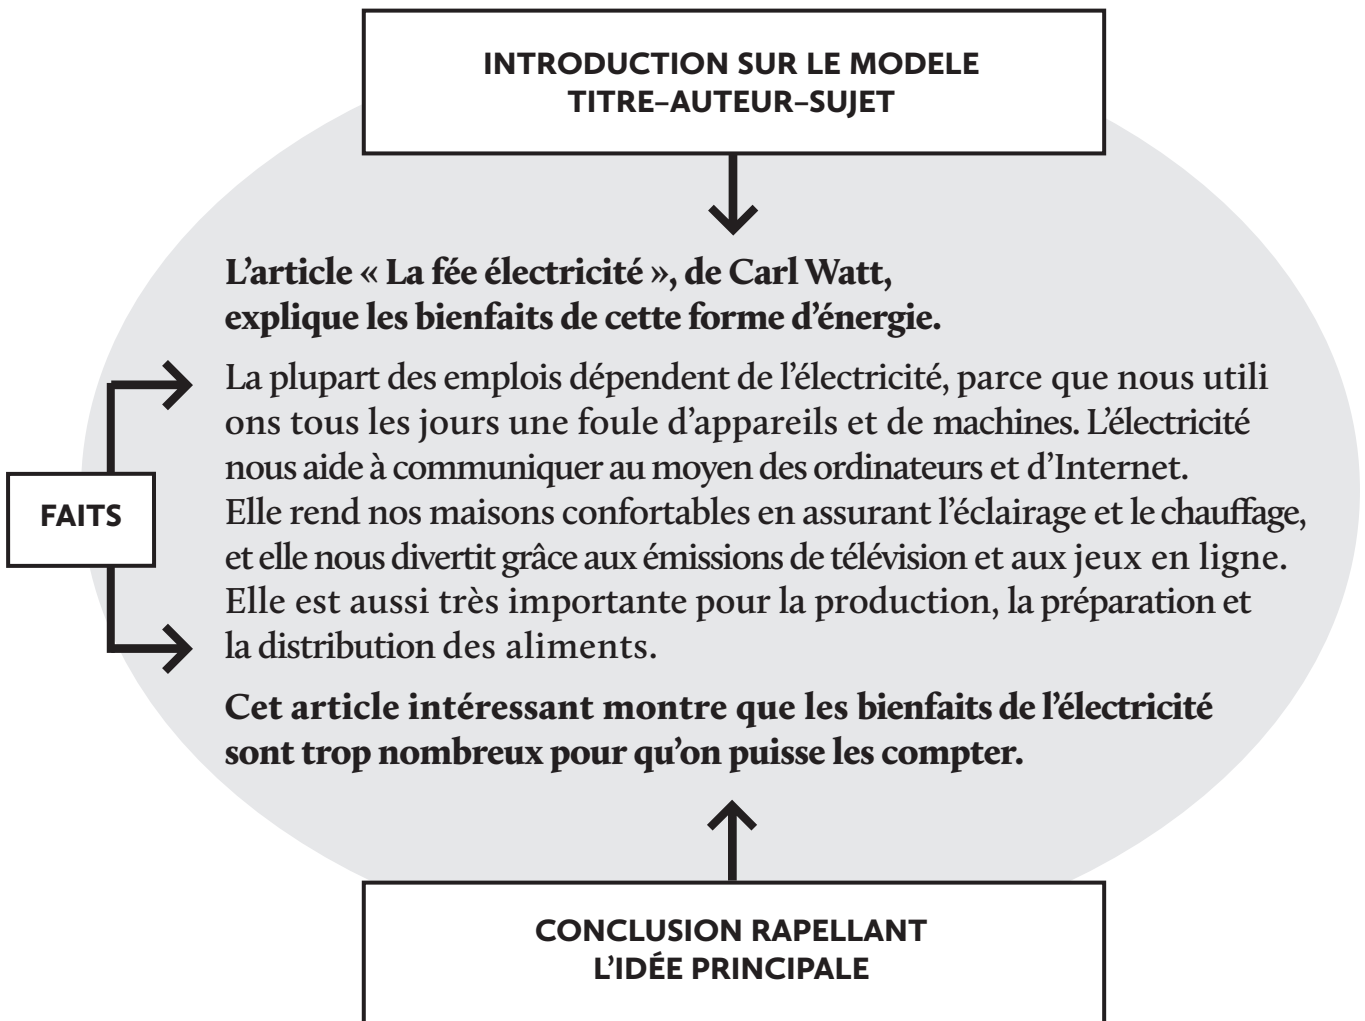 INTRODUCTION SUR LE MODELE
TITRE–AUTEUR–SUJET
L’article « La fée électricité », de Carl Watt,
explique les bienfaits de cette forme d’énergie.
La plupart des emplois dépendent de l’électricité, parce que nous utili
ons tous les jours une foule d’appareils et de machines. L’électricité
nous aide à communiquer au moyen des ordinateurs et d’Internet.
FAITS
Elle rend nos maisons confortables en assurant l’éclairage et le chauffage,
et elle nous divertit grâce aux émissions de télévision et aux jeux en ligne.
Elle est aussi très importante pour la production, la préparation et
la distribution des aliments.
Cet article intéressant montre que les bienfaits de l’électricité
sont trop nombreux pour qu’on puisse les compter.
CONCLUSION RAPELLANT
L’IDÉE PRINCIPALE